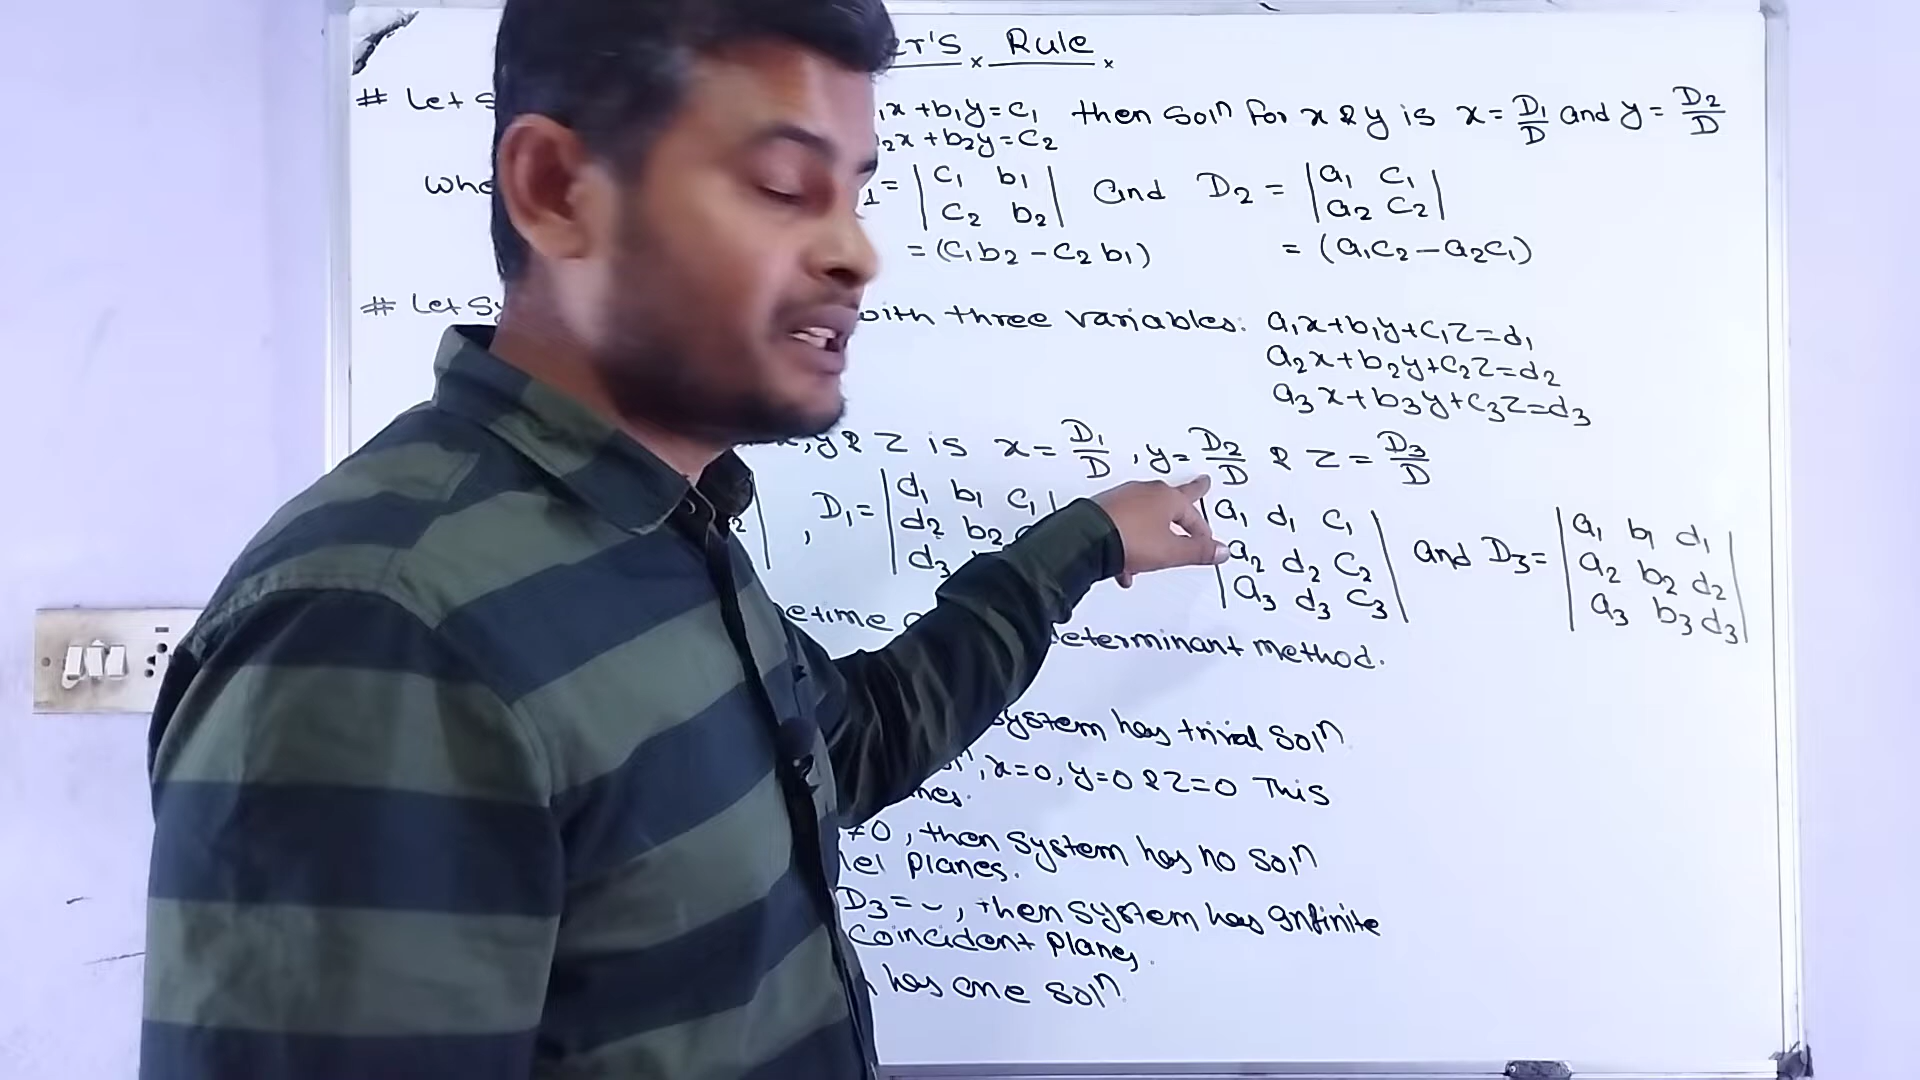 er's Rule
# Let S
1x+b1y=c1 then Soln for x & y is x=D1/D and y=D2/D
2x+b2y=c2
whe 1=|c1 b1| and D2=|a1 c1|
|c2 b2| |a2 c2|
=(c1b2-c2b1) =(a1c2-a2c1)
# Let Sy with three variables: a1x+b1y+c1z=d1
a2x+b2y+c2z=d2
a3x+b3y+c3z=d3
x,y & z is x=D1/D , y=D2/D & z=D3/D
, D1=|d1 b1 c1| |a1 d1 c1| and D3=|a1 b1 d1|
2| |d2 b2 |a2 d2 c2| |a2 b2 d2|
|d3 |a3 d3 c3| |a3 b3 d3|
etime determinant method.
system has trival soln
, x=0, y=0 & z=0 This
nes.
≠0, then system has no soln
lel planes.
D3=~, then system has infinite
coincident planes.
has one soln